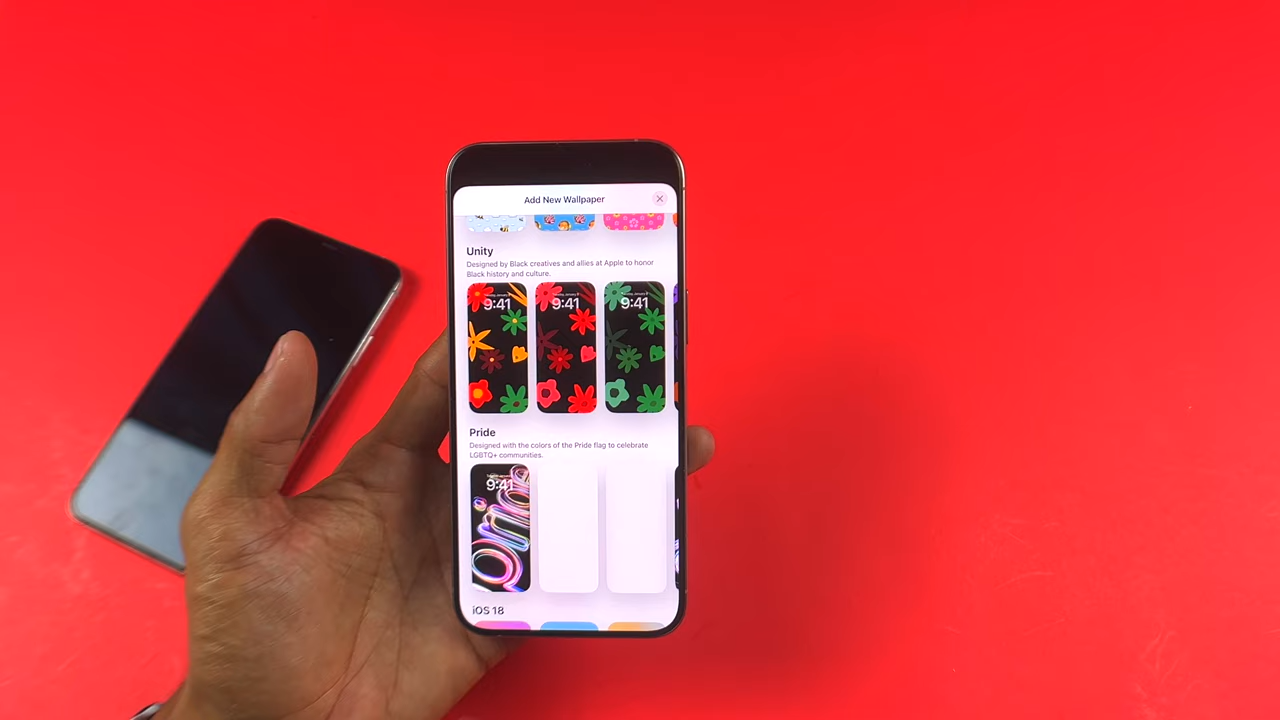 Add New Wallpaper
Unity
Designed by Black creatives and allies at Apple to honor
Black history and culture.
9:41
9:41
9:41
Pride
Designed with the colors of the Pride flag to celebrate
LGBTQ+ communities.
9:41
Pride
iOS 18